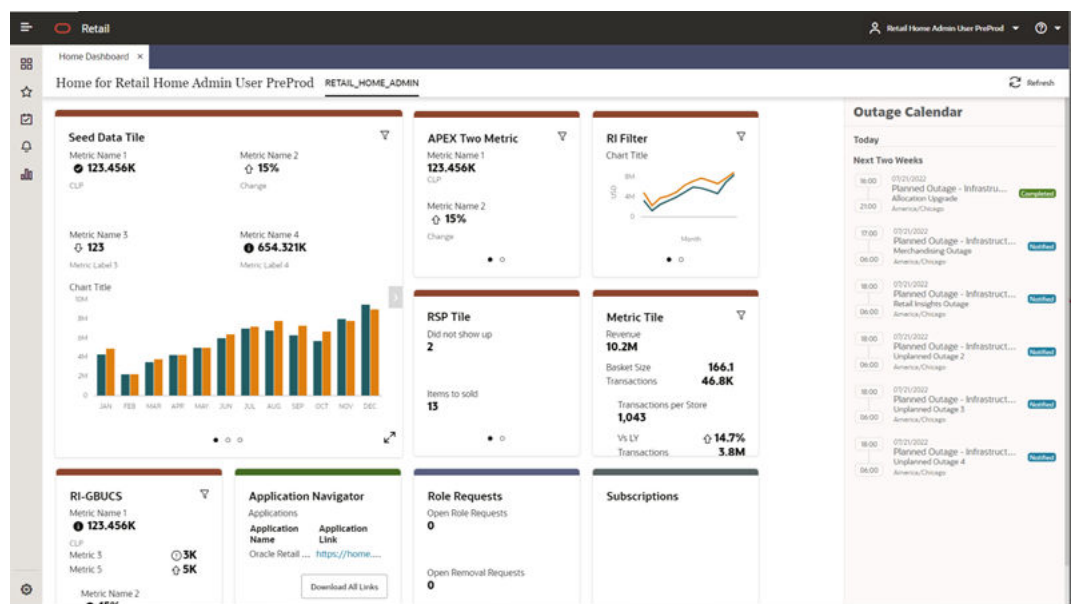 Retail
Retail Home Admin User PreProd
Home Dashboard ×
Home for Retail Home Admin User PreProd RETAIL_HOME_ADMIN
Refresh
Seed Data Tile
Metric Name 1
123.456K
CLP
Metric Name 2
15%
Change
Metric Name 3
123
Metric Label 3
Metric Name 4
654.321K
Metric Label 4
Chart Title
10M
8M
6M
4M
2M
0
JAN FEB MAR APR MAY JUN JUL AUG SEP OCT NOV DEC
APEX Two Metric
Metric Name 1
123.456K
CLP
Metric Name 2
15%
Change
RI Filter
Chart Title
USD
8M
4M
0
Month
RSP Tile
Did not show up
2
Items to sold
13
Metric Tile
Revenue
10.2M
Basket Size 166.1
Transactions 46.8K
Transactions per Store
1,043
Vs LY 14.7%
Transactions 3.8M
RI-GBUCS
Metric Name 1
123.456K
CLP
Metric 3 3K
Metric 5 5K
Metric Name 2
15%
Application Navigator
Applications
Application Name
Application Link
Oracle Retail ... https://home....
Download All Links
Role Requests
Open Role Requests
0
Open Removal Requests
0
Subscriptions
Outage Calendar
Today
Next Two Weeks
16:00
21:00
07/21/2022
Planned Outage - Infrastru...
Allocation Upgrade
America/Chicago
Completed
17:00
06:00
07/21/2022
Planned Outage - Infrastruct...
Merchandising Outage
America/Chicago
Notified
18:00
06:00
07/21/2022
Planned Outage - Infrastruct...
Retail Insights Outage
America/Chicago
Notified
18:00
06:00
07/21/2022
Planned Outage - Infrastruct...
Unplanned Outage 2
America/Chicago
Notified
18:00
06:00
07/21/2022
Planned Outage - Infrastruct...
Unplanned Outage 3
America/Chicago
Notified
18:00
06:00
07/21/2022
Planned Outage - Infrastruct...
Unplanned Outage 4
America/Chicago
Notified